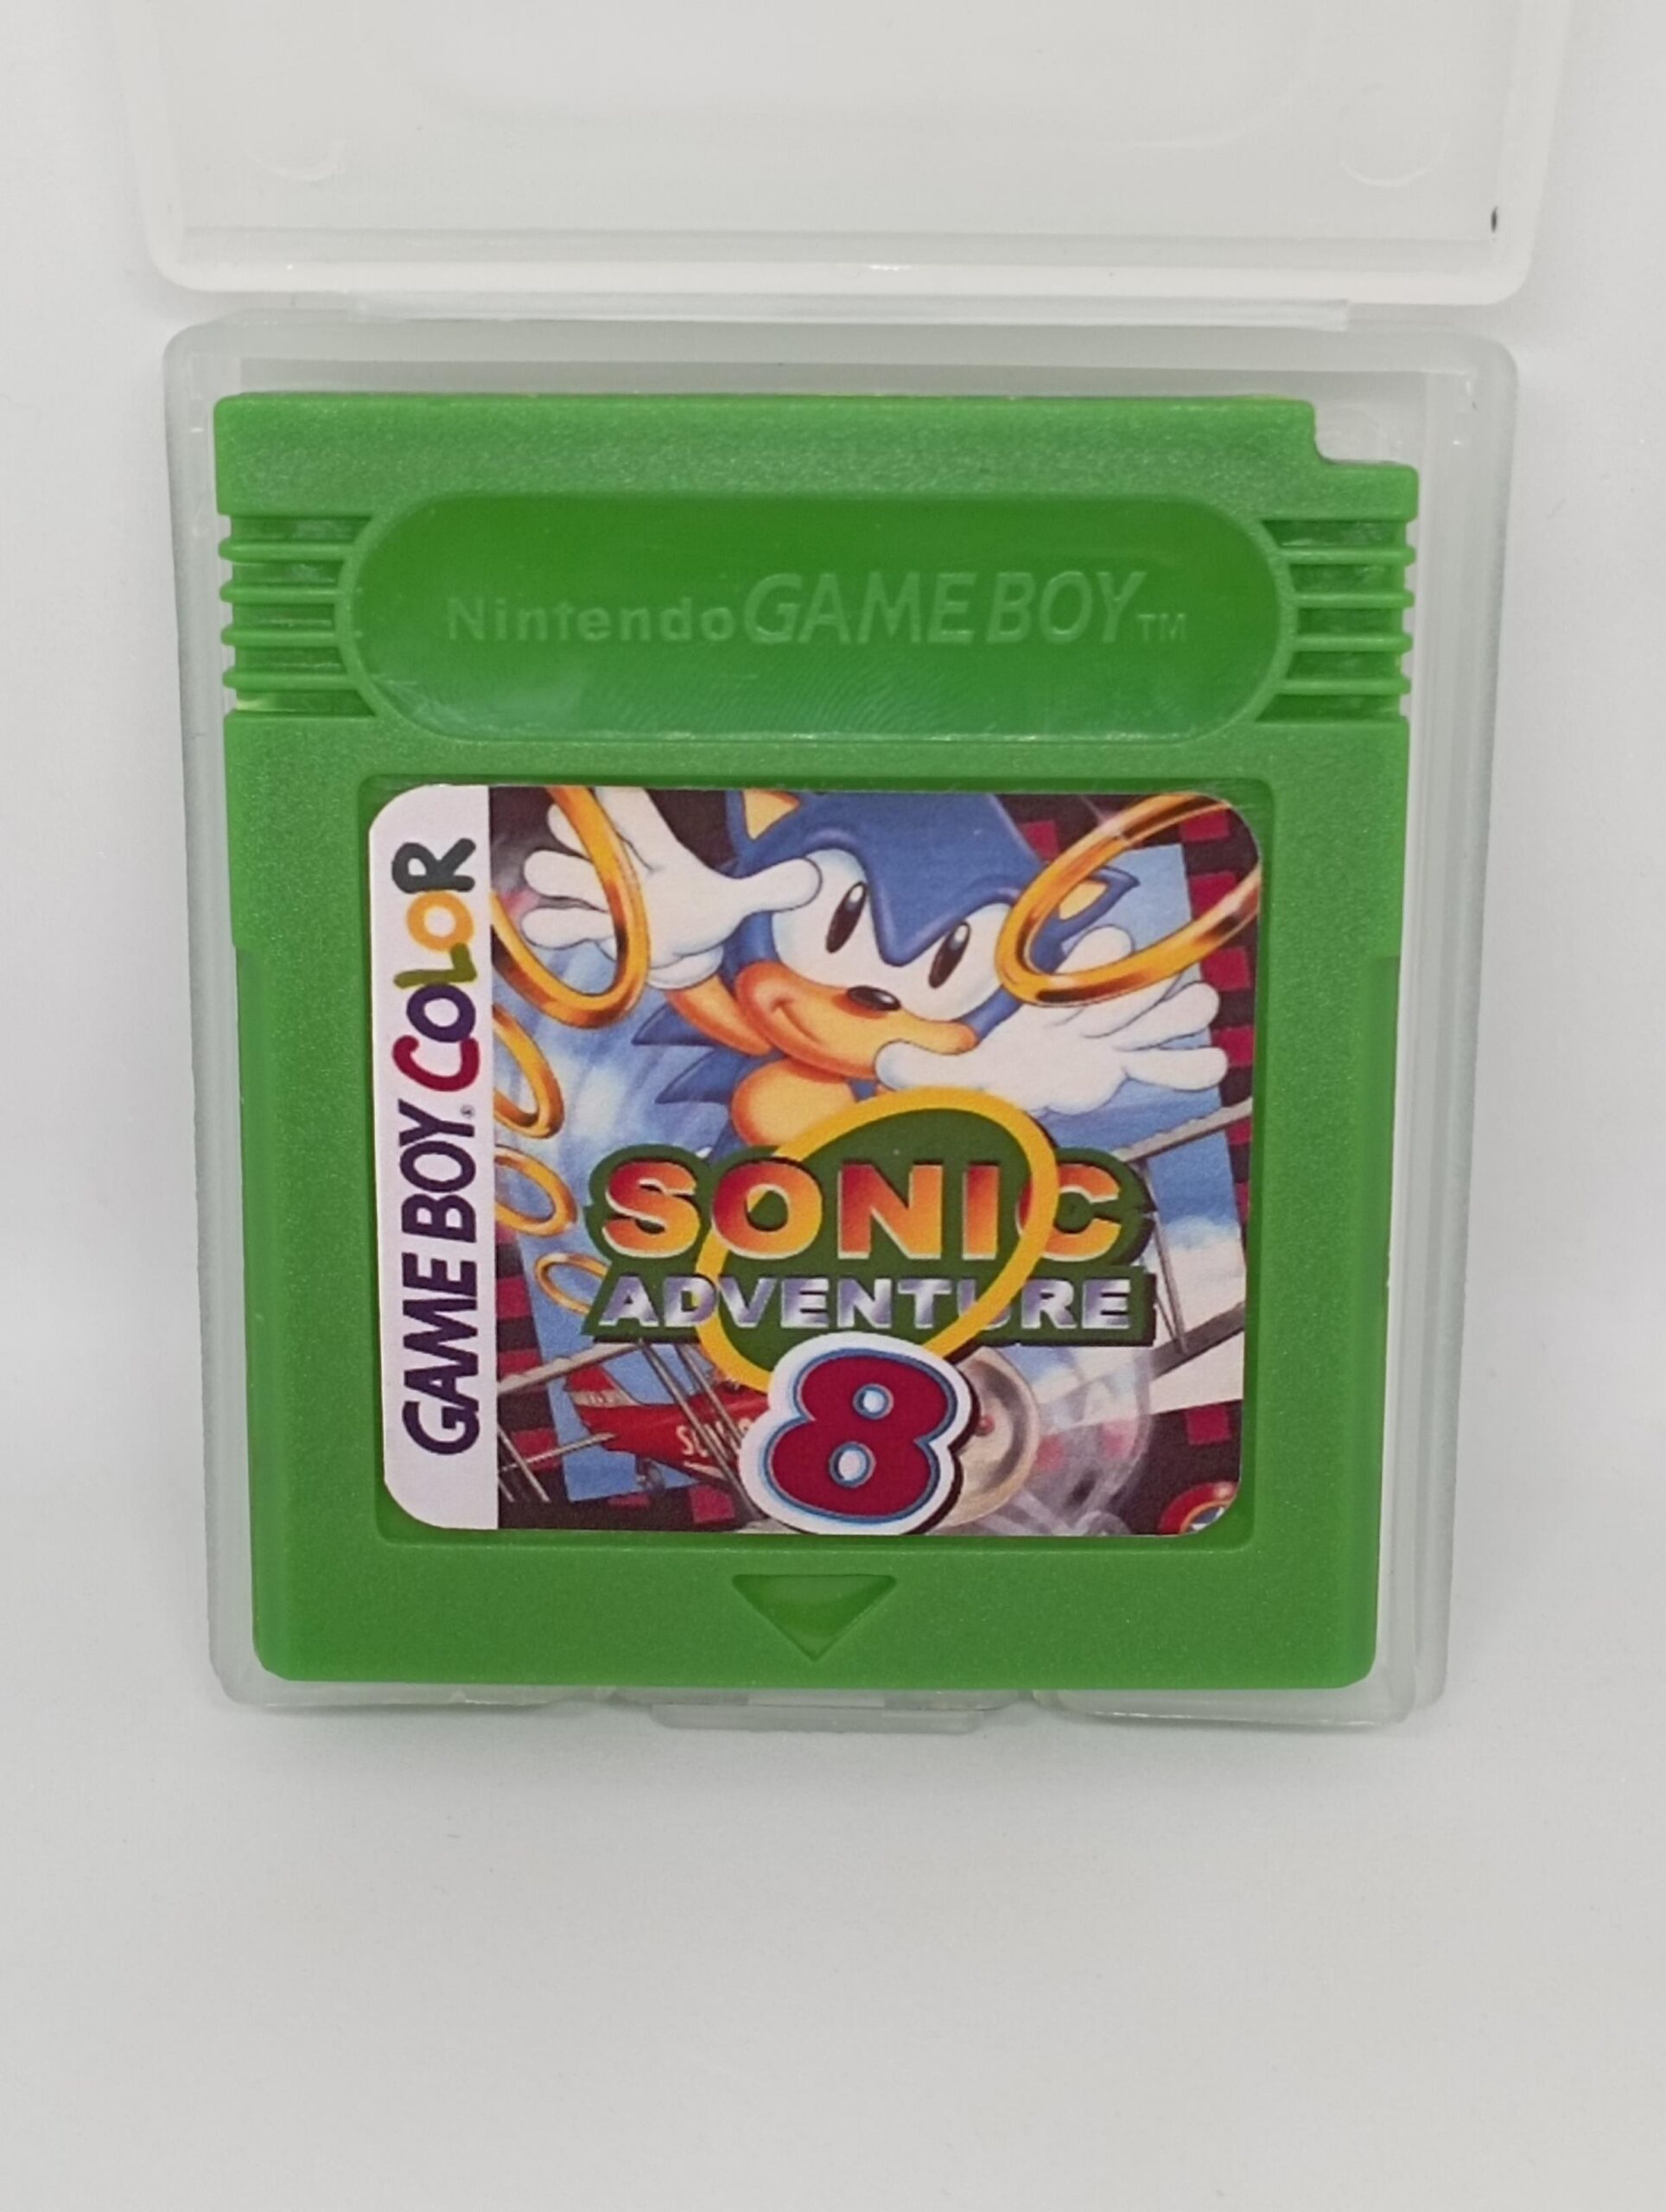 Nintendo GAME BOY TM
GAME BOY COLOR
SONIC
ADVENTURE
8